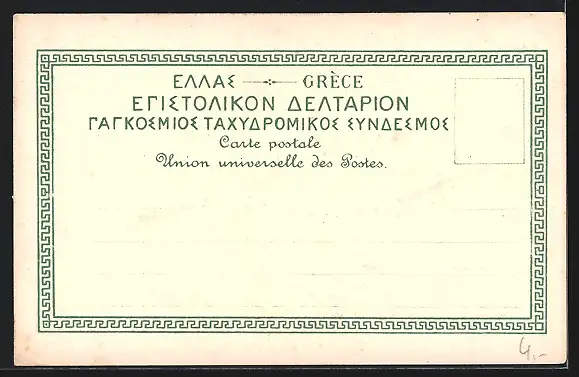 ΕΛΛΑΣ —·— GRÈCE
ΕΠΙΣΤΟΛΙΚΟΝ ΔΕΛΤΑΡΙΟΝ
ΠΑΓΚΟΣΜΙΟΣ ΤΑΧΥΔΡΟΜΙΚΟΣ ΣΥΝΔΕΣΜΟΣ
Carte postale
Union universelle des Postes.
4,-